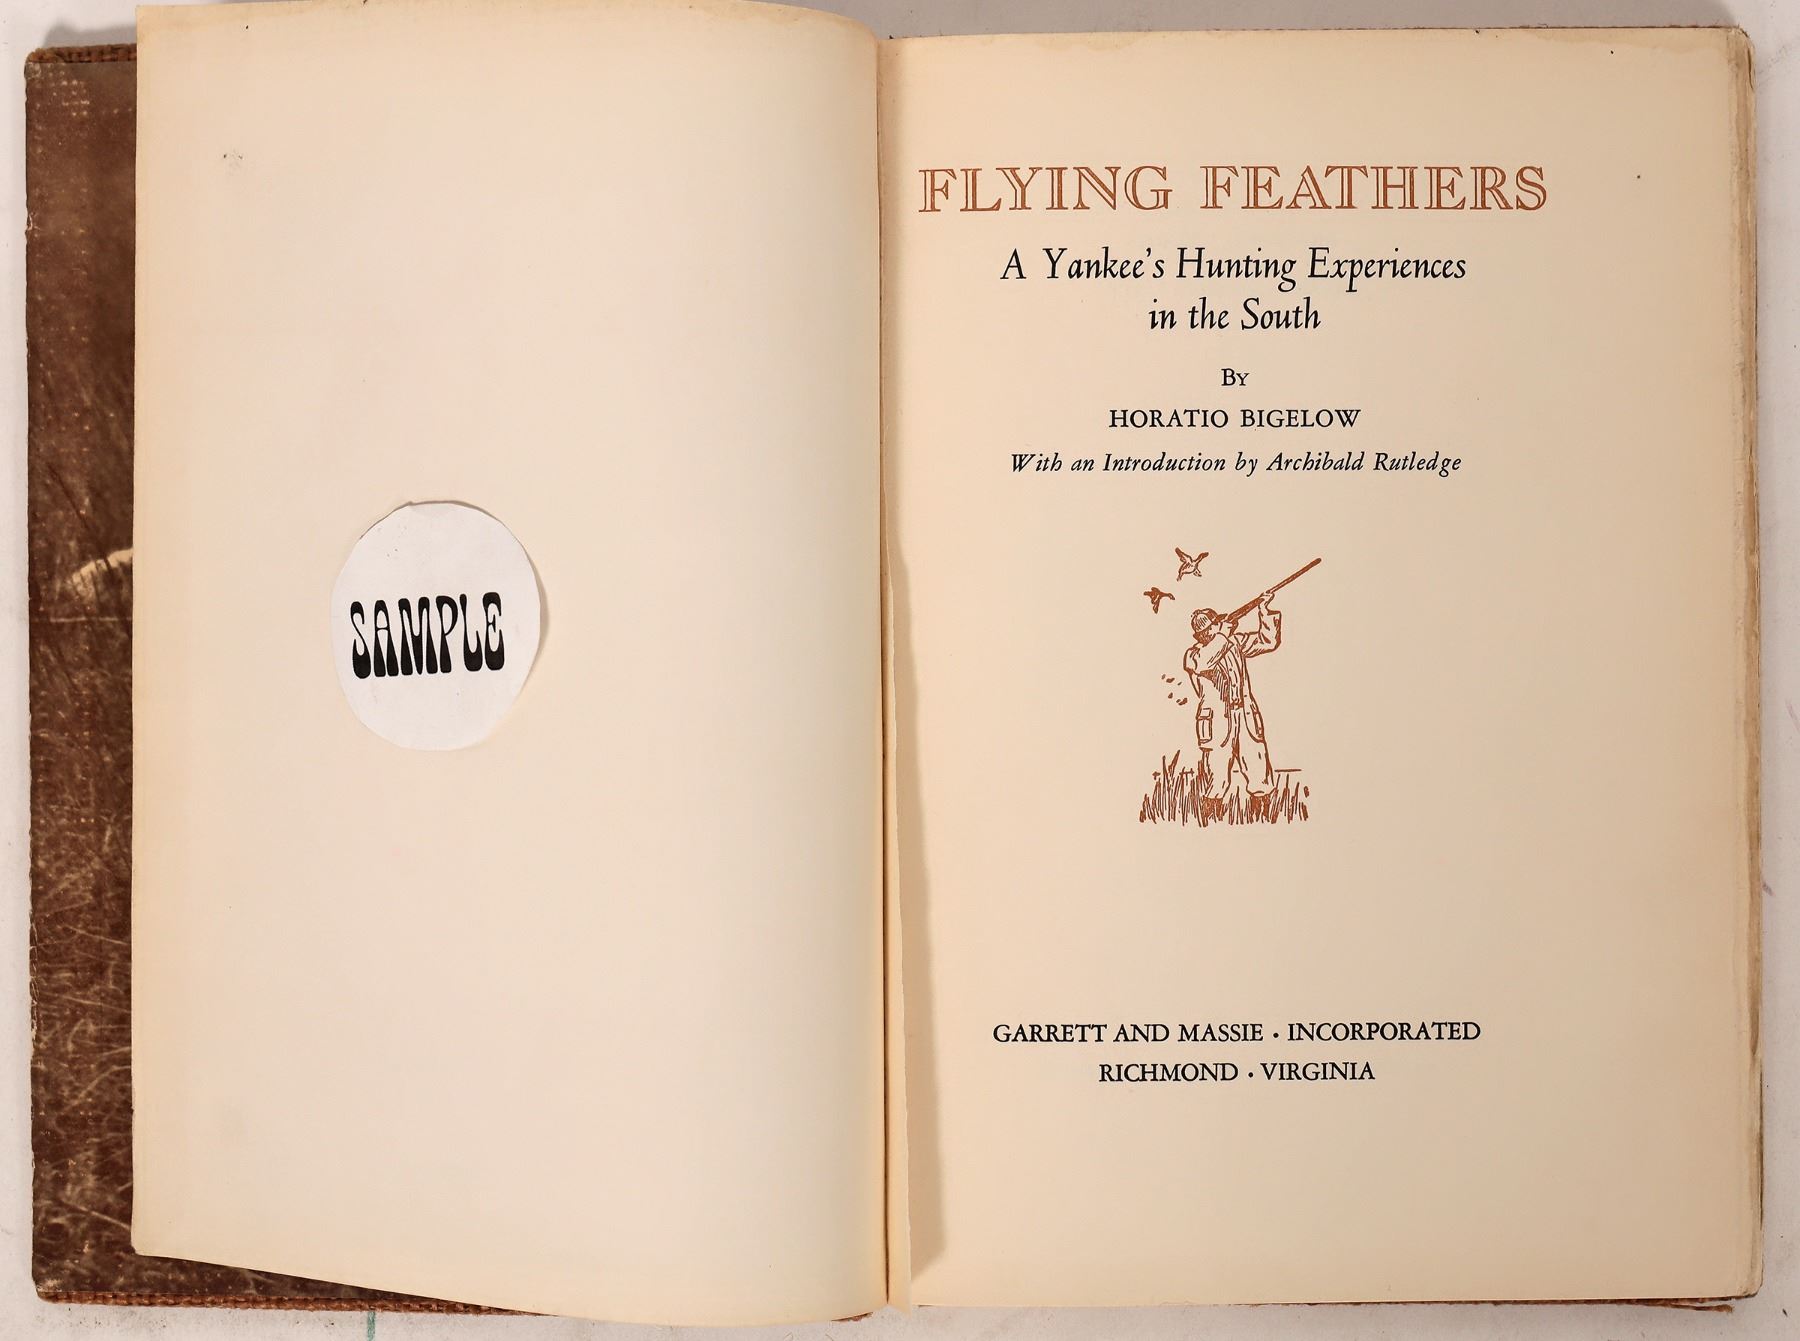 SAMPLE
FLYING FEATHERS
A Yankee's Hunting Experiences
in the South
By
HORATIO BIGELOW
With an Introduction by Archibald Rutledge
GARRETT AND MASSIE · INCORPORATED
RICHMOND · VIRGINIA